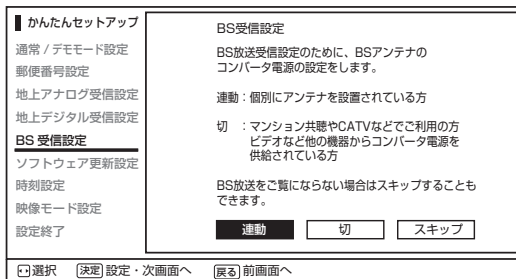 かんたんセットアップ
通常 / デモモード設定
郵便番号設定
地上アナログ受信設定
地上デジタル受信設定
BS 受信設定
ソフトウェア更新設定
時刻設定
映像モード設定
設定終了
BS受信設定
BS放送受信設定のために、BSアンテナの
コンバータ電源の設定をします。
連動：個別にアンテナを設置されている方
切　：マンション共聴やCATVなどでご利用の方
ビデオなど他の機器からコンバータ電源を
供給されている方
BS放送をご覧にならない場合はスキップすることも
できます。
連動 切 スキップ
選択 決定 設定・次画面へ 戻る 前画面へ